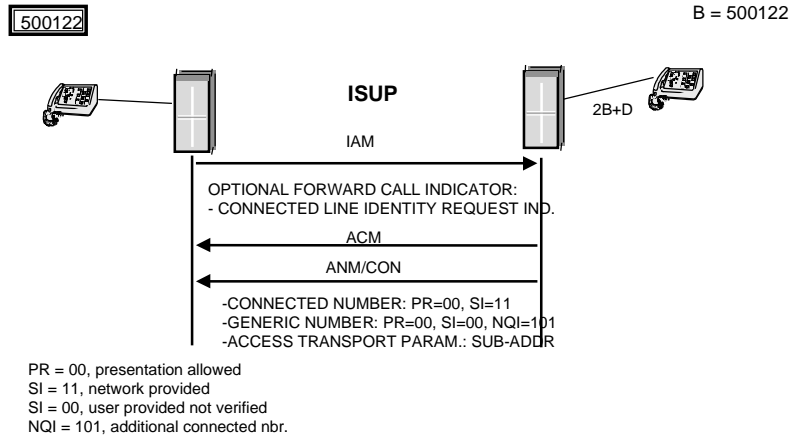 500122
B = 500122
ISUP
2B+D
IAM
OPTIONAL FORWARD CALL INDICATOR:
- CONNECTED LINE IDENTITY REQUEST IND.
ACM
ANM/CON
-CONNECTED NUMBER: PR=00, SI=11
-GENERIC NUMBER: PR=00, SI=00, NQI=101
-ACCESS TRANSPORT PARAM.: SUB-ADDR
PR = 00, presentation allowed
SI = 11, network provided
SI = 00, user provided not verified
NQI = 101, additional connected nbr.